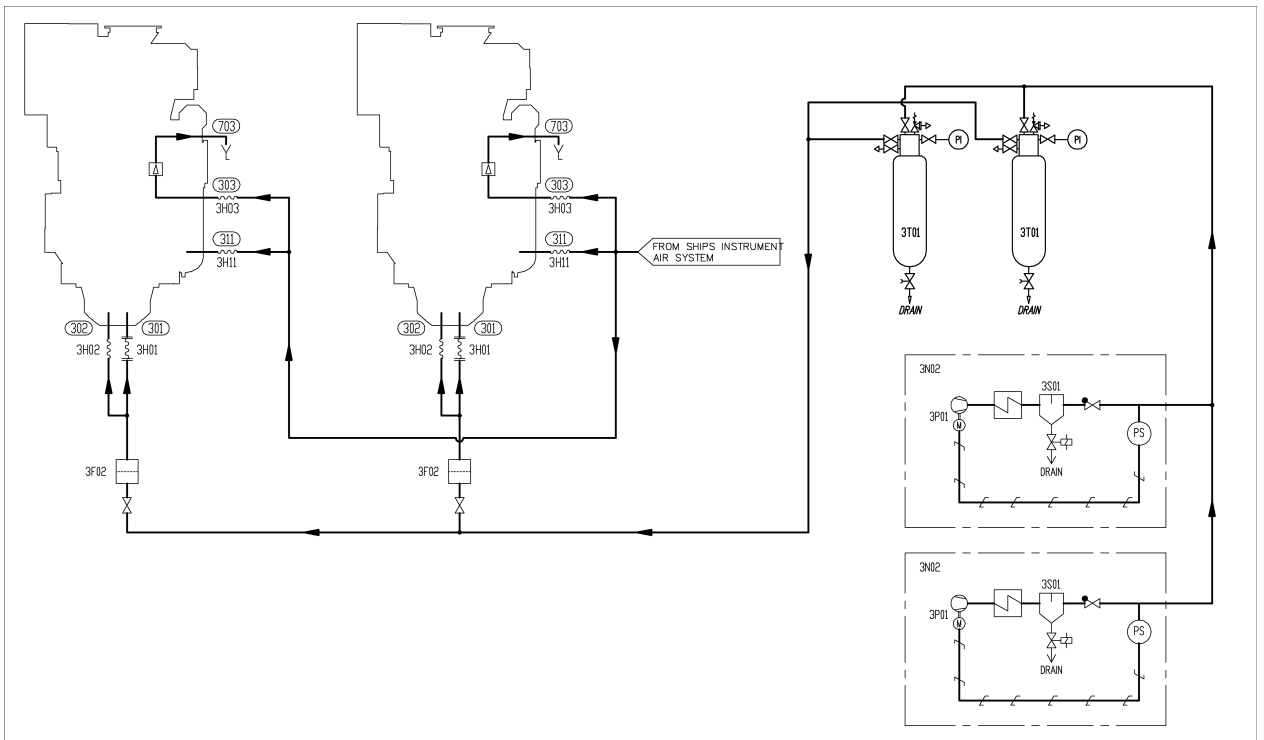 703
703
PI
PI
303
303
3H03
3H03
311
311
3H11
3H11
FROM SHIPS INSTRUMENT
AIR SYSTEM
3T01
3T01
DRAIN
DRAIN
302
301
302
301
3H02
3H01
3H02
3H01
3F02
3F02
3N02
3S01
3P01
M
PS
DRAIN
3N02
3S01
3P01
M
PS
DRAIN